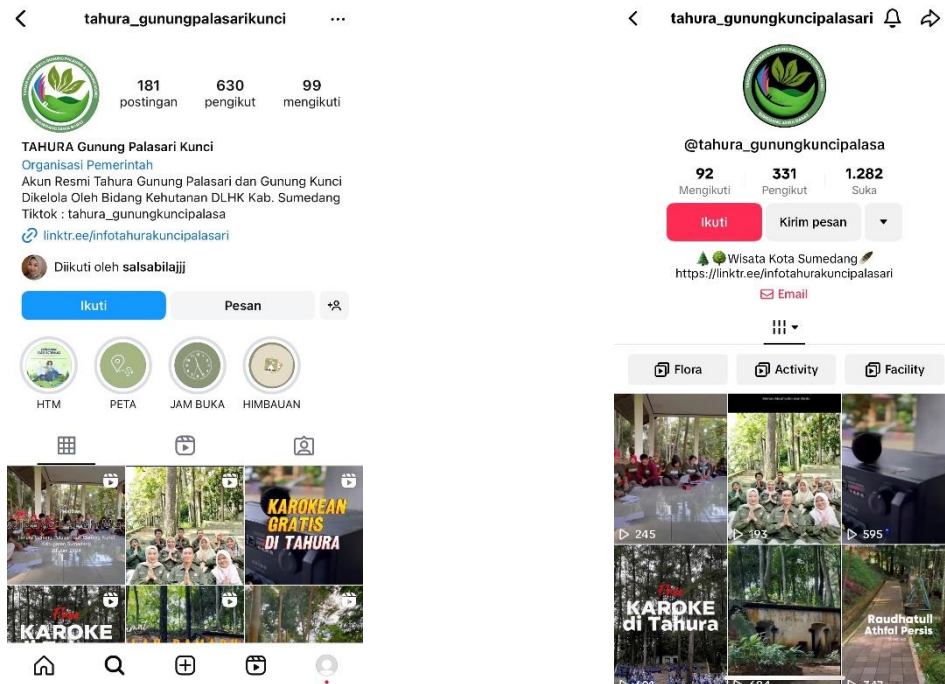 tahura_gunungpalasarikunci
181
630
99
postingan
pengikut
mengikuti
TAHURA Gunung Palasari Kunci
Organisasi Pemerintah
Akun Resmi Tahura Gunung Palasari dan Gunung Kunci
Dikelola Oleh Bidang Kehutanan DLHK Kab. Sumedang
Tiktok : tahura_gunungkuncipalasa
linktr.ee/infotahurakuncipalasari
Diikuti oleh salsabilajjj
Ikuti
Pesan
HTM
PETA
JAM BUKA
HIMBAUAN
KAROKEAN
GRATIS
DI TAHURA
Free
KAROKE
tahura_gunungkuncipalasari
@tahura_gunungkuncipalasa
92
331
1.282
Mengikuti
Pengikut
Suka
Ikuti
Kirim pesan
Wisata Kota Sumedang
https://linktr.ee/infotahurakuncipalasari
Email
Flora
Activity
Facility
245
193
595
Free
KAROKE
di Tahura
Raudhatull
Athfal Persis